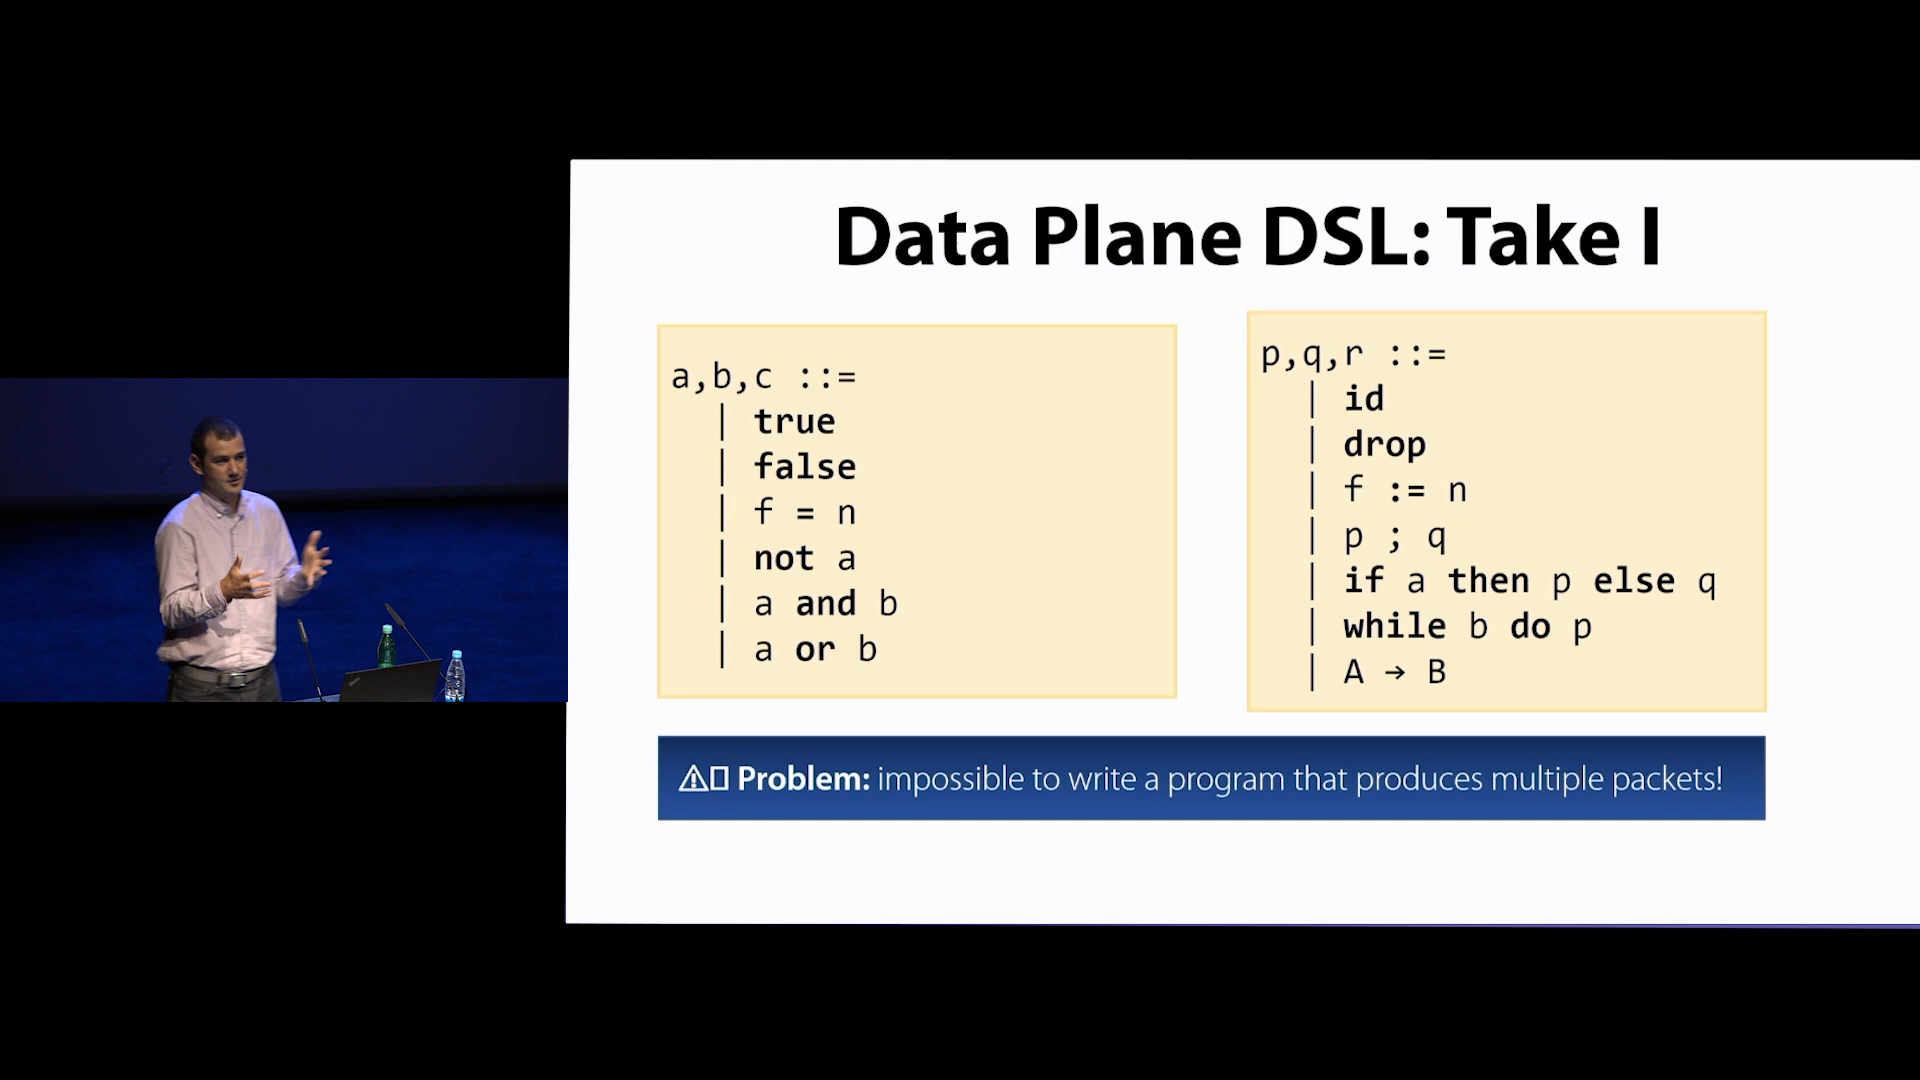 Data Plane DSL: Take I
a,b,c ::=
| true
| false
| f = n
| not a
| a and b
| a or b
p,q,r ::=
| id
| drop
| f := n
| p ; q
| if a then p else q
| while b do p
| A → B
⚠▯ Problem: impossible to write a program that produces multiple packets!